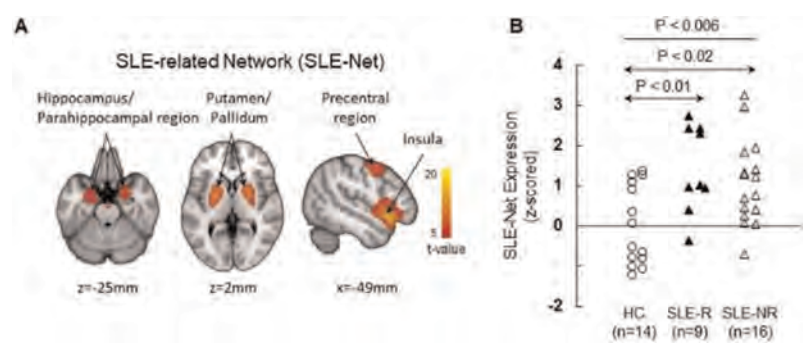 A
SLE-related Network (SLE-Net)
Hippocampus/
Parahippocampal region
Putamen/
Pallidum
Precentral
region
Insula
20
5
t-value
z=-25mm
z=2mm
x=-49mm
B
P < 0.006
P < 0.02
P < 0.01
SLE-Net Expression
(z-scored)
4
3
2
1
0
-1
-2
HC
(n=14)
SLE-R
(n=9)
SLE-NR
(n=16)